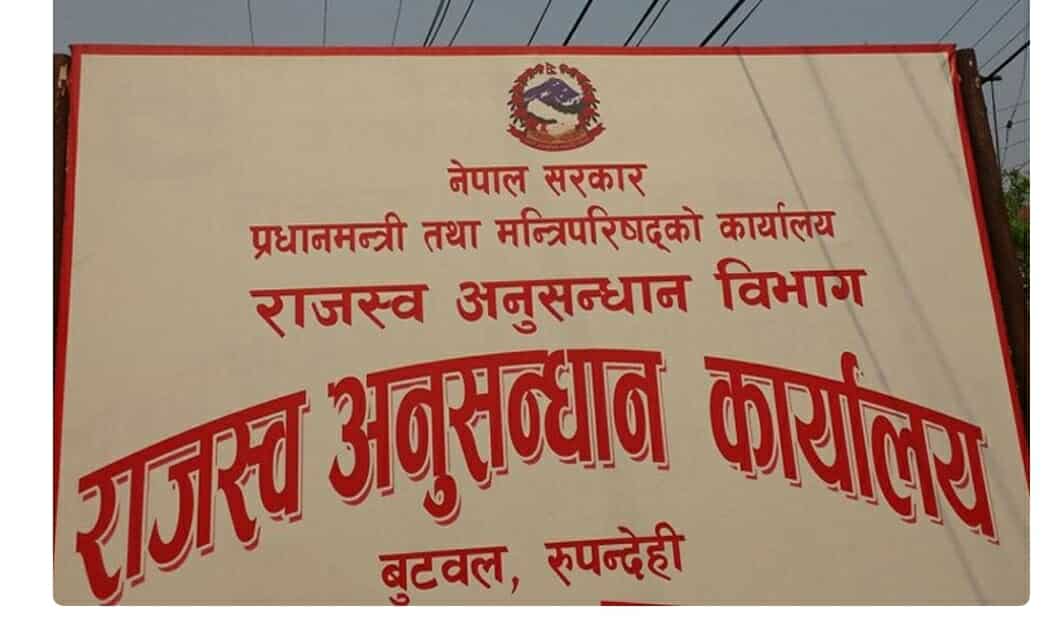 नेपाल सरकार
प्रधानमन्त्री तथा मन्त्रिपरिषद्को कार्यालय
राजस्व अनुसन्धान विभाग
राजस्व अनुसन्धान कार्यालय
बुटवल, रुपन्देही